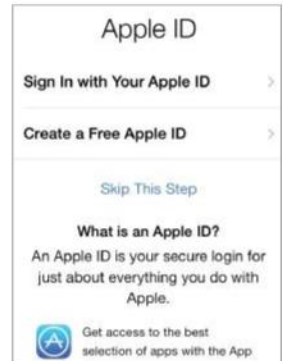 Apple ID
Sign In with Your Apple ID
Create a Free Apple ID
Skip This Step
What is an Apple ID?
An Apple ID is your secure login for
just about everything you do with
Apple.
Get access to the best
selection of apps with the App